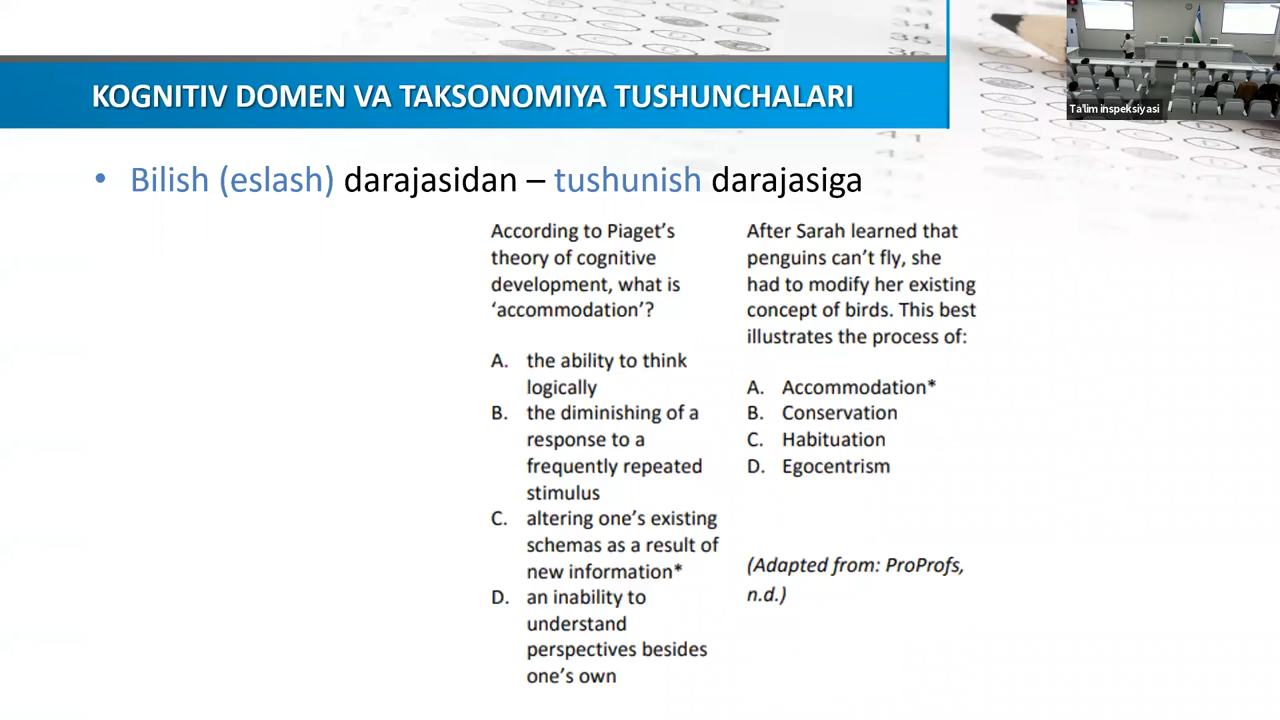 KOGNITIV DOMEN VA TAKSONOMIYA TUSHUNCHALARI
Ta'lim inspeksiyasi
• Bilish (eslash) darajasidan – tushunish darajasiga
According to Piaget's
theory of cognitive
development, what is
'accommodation'?
A. the ability to think
logically
B. the diminishing of a
response to a
frequently repeated
stimulus
C. altering one's existing
schemas as a result of
new information*
D. an inability to
understand
perspectives besides
one's own
After Sarah learned that
penguins can't fly, she
had to modify her existing
concept of birds. This best
illustrates the process of:
A. Accommodation*
B. Conservation
C. Habituation
D. Egocentrism
(Adapted from: ProProfs,
n.d.)